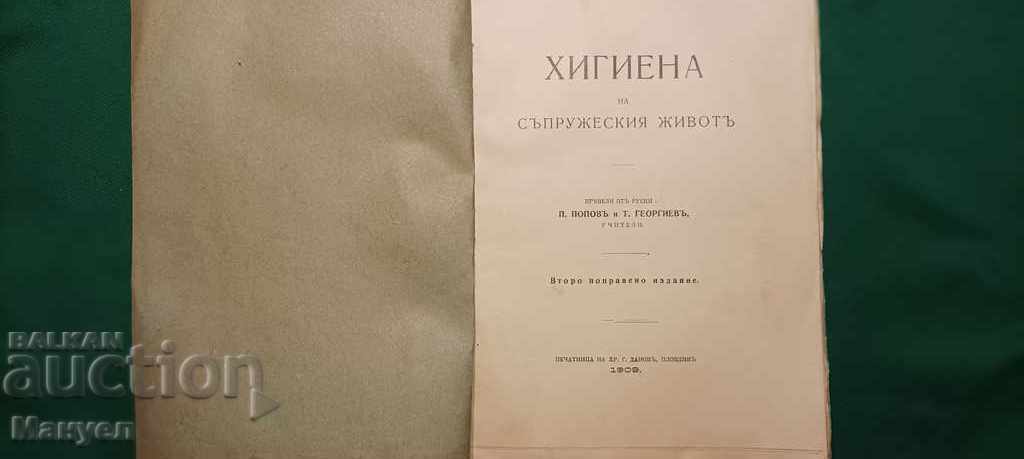 ХИГИЕНА
НА
СЪПРУЖЕСКИЯ ЖИВОТЪ
ПРЕВЕЛИ ОТЪ РУСКИ:
П. ПОПОВЪ и Т. ГЕОРГИЕВЪ,
УЧИТЕЛИ.
Второ поправено издание.
ПЕЧАТНИЦА НА ХР. Г. ДАНОВЪ, ПЛОВДИВЪ
1909.
BALKAN
auction
Мануел